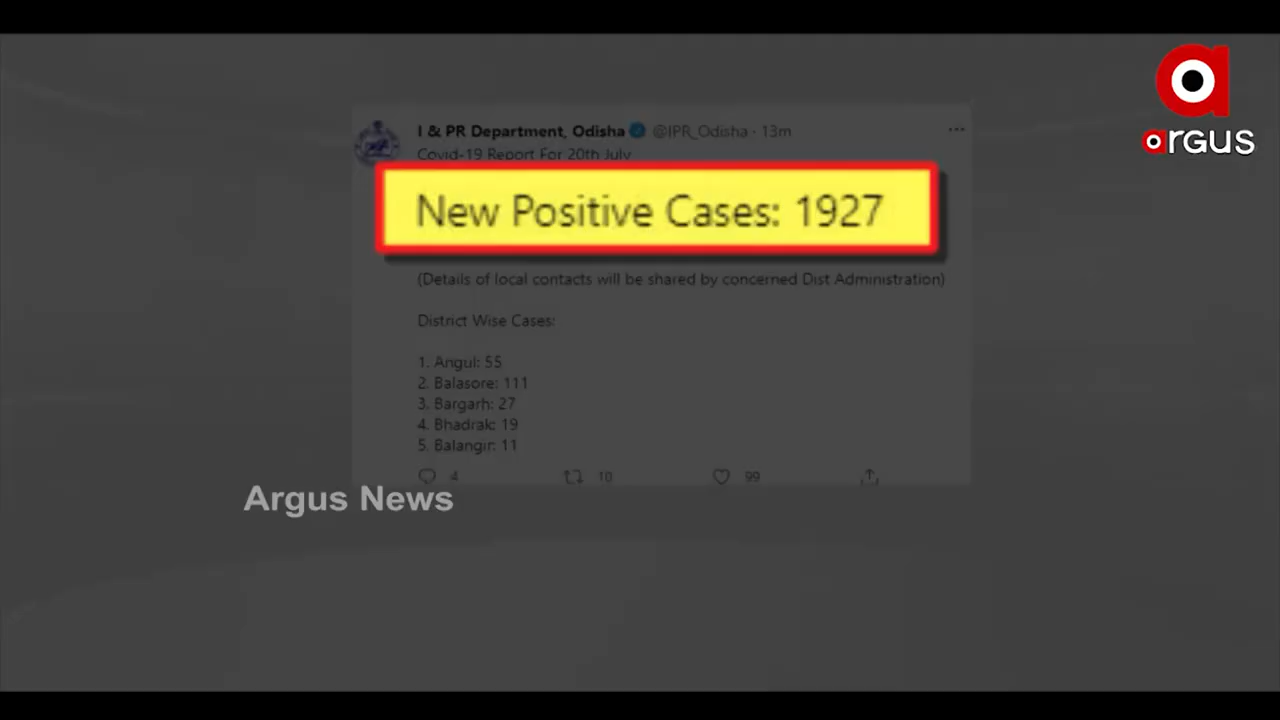 argus
I & PR Department, Odisha @IPR_Odisha · 13m
Covid-19 Report For 20th July
New Positive Cases: 1927
(Details of local contacts will be shared by concerned Dist Administration)
District Wise Cases:
1. Angul: 55
2. Balasore: 111
3. Bargarh: 27
4. Bhadrak: 19
5. Balangir: 11
4 10 99
Argus News